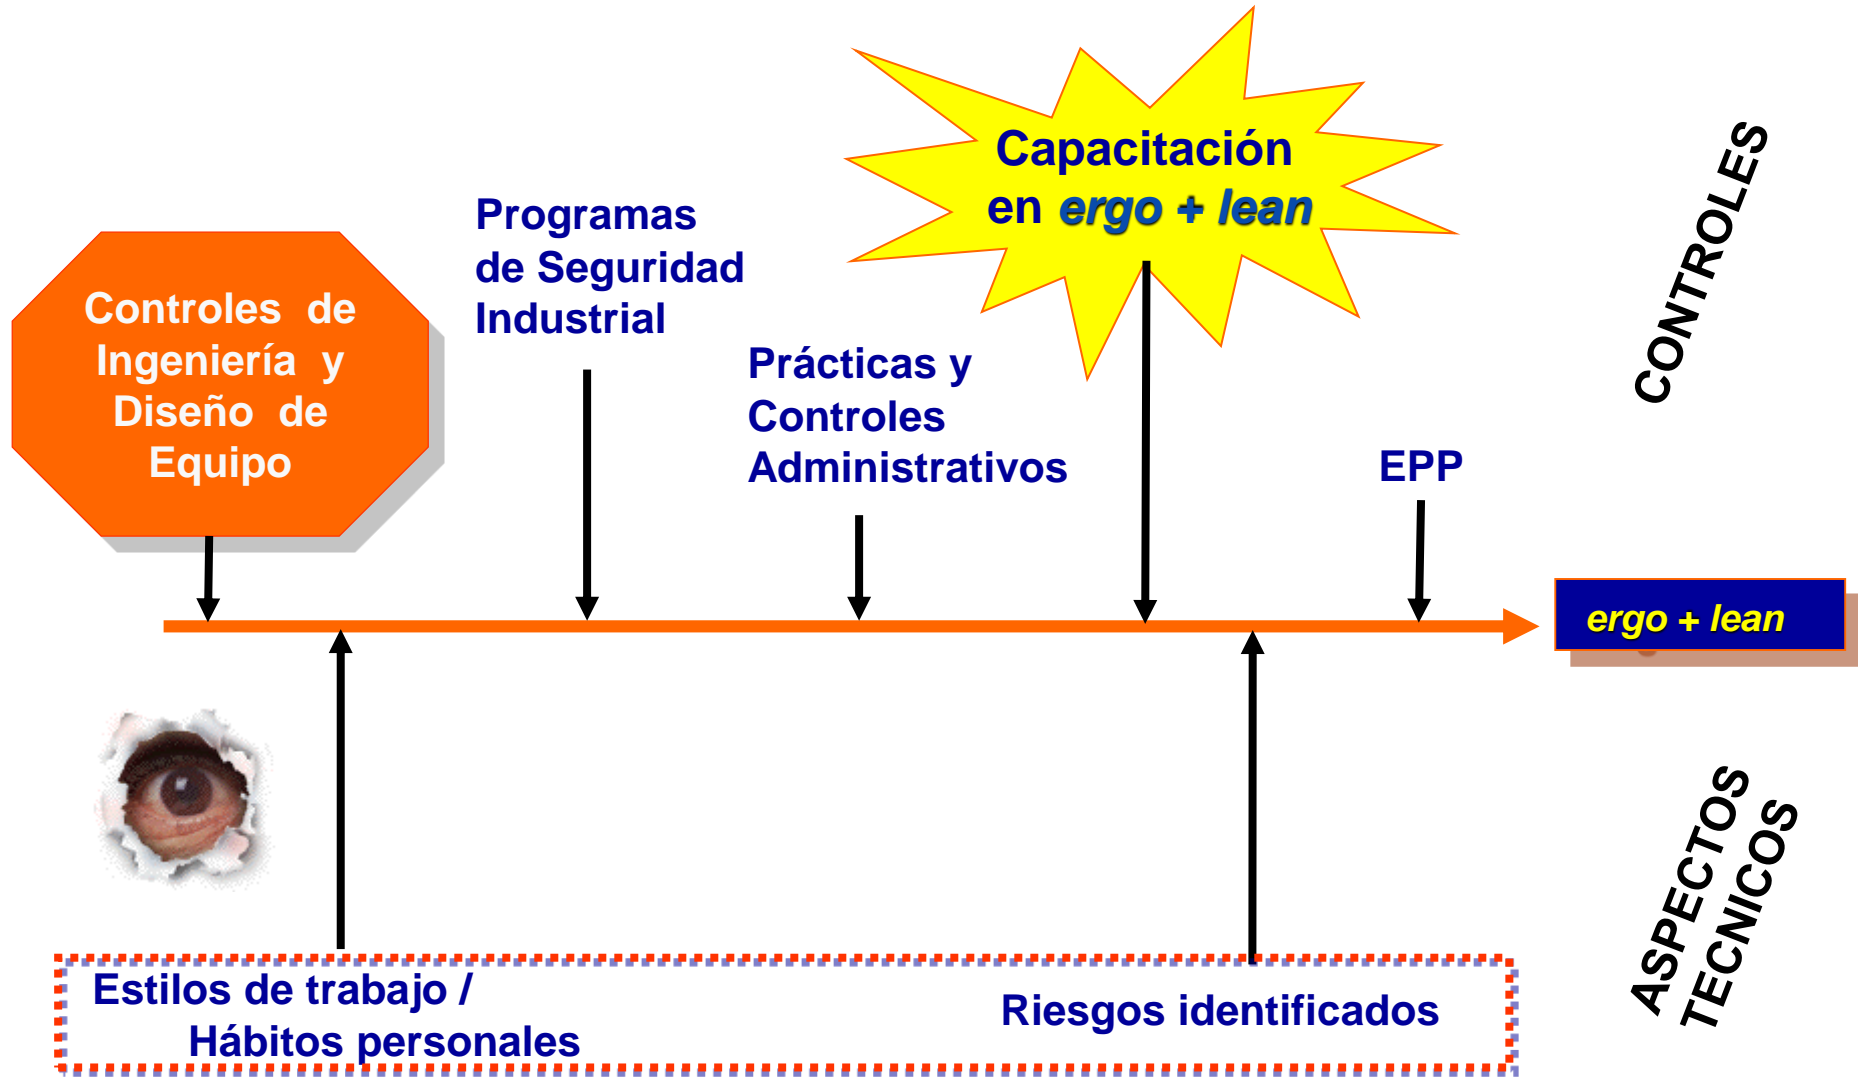 Capacitación
en ergo + lean
CONTROLES
Programas
de Seguridad
Industrial
Controles de
Ingeniería y
Diseño de
Equipo
Prácticas y
Controles
Administrativos
EPP
ergo + lean
ASPECTOS
TECNICOS
Estilos de trabajo /
Hábitos personales
Riesgos identificados